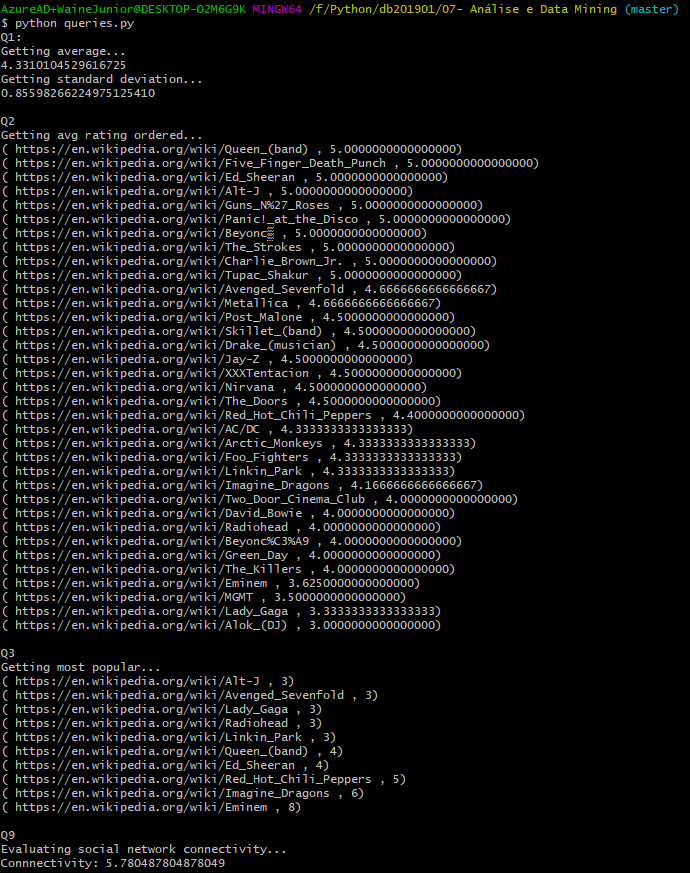 AzureAD+WaineJunior@DESKTOP-O2M6G9K MINGW64 /f/Python/db201901/07- Análise e Data Mining (master)
$ python queries.py
Q1:
Getting average...
4.3310104529616725
Getting standard deviation...
0.85598266224975125410
Q2
Getting avg rating ordered...
( https://en.wikipedia.org/wiki/Queen_(band) , 5.0000000000000000)
( https://en.wikipedia.org/wiki/Five_Finger_Death_Punch , 5.0000000000000000)
( https://en.wikipedia.org/wiki/Ed_Sheeran , 5.0000000000000000)
( https://en.wikipedia.org/wiki/Alt-J , 5.0000000000000000)
( https://en.wikipedia.org/wiki/Guns_N%27_Roses , 5.0000000000000000)
( https://en.wikipedia.org/wiki/Panic!_at_the_Disco , 5.0000000000000000)
( https://en.wikipedia.org/wiki/Beyonc▒ , 5.0000000000000000)
( https://en.wikipedia.org/wiki/The_Strokes , 5.0000000000000000)
( https://en.wikipedia.org/wiki/Charlie_Brown_Jr. , 5.0000000000000000)
( https://en.wikipedia.org/wiki/Tupac_Shakur , 5.0000000000000000)
( https://en.wikipedia.org/wiki/Avenged_Sevenfold , 4.6666666666666667)
( https://en.wikipedia.org/wiki/Metallica , 4.6666666666666667)
( https://en.wikipedia.org/wiki/Post_Malone , 4.5000000000000000)
( https://en.wikipedia.org/wiki/Skillet_(band) , 4.5000000000000000)
( https://en.wikipedia.org/wiki/Drake_(musician) , 4.5000000000000000)
( https://en.wikipedia.org/wiki/Jay-Z , 4.5000000000000000)
( https://en.wikipedia.org/wiki/XXXTentacion , 4.5000000000000000)
( https://en.wikipedia.org/wiki/Nirvana , 4.5000000000000000)
( https://en.wikipedia.org/wiki/The_Doors , 4.5000000000000000)
( https://en.wikipedia.org/wiki/Red_Hot_Chili_Peppers , 4.4000000000000000)
( https://en.wikipedia.org/wiki/AC/DC , 4.3333333333333333)
( https://en.wikipedia.org/wiki/Arctic_Monkeys , 4.3333333333333333)
( https://en.wikipedia.org/wiki/Foo_Fighters , 4.3333333333333333)
( https://en.wikipedia.org/wiki/Linkin_Park , 4.3333333333333333)
( https://en.wikipedia.org/wiki/Imagine_Dragons , 4.1666666666666667)
( https://en.wikipedia.org/wiki/Two_Door_Cinema_Club , 4.0000000000000000)
( https://en.wikipedia.org/wiki/David_Bowie , 4.0000000000000000)
( https://en.wikipedia.org/wiki/Radiohead , 4.0000000000000000)
( https://en.wikipedia.org/wiki/Beyonc%C3%A9 , 4.0000000000000000)
( https://en.wikipedia.org/wiki/Green_Day , 4.0000000000000000)
( https://en.wikipedia.org/wiki/The_Killers , 4.0000000000000000)
( https://en.wikipedia.org/wiki/Eminem , 3.6250000000000000)
( https://en.wikipedia.org/wiki/MGMT , 3.5000000000000000)
( https://en.wikipedia.org/wiki/Lady_Gaga , 3.3333333333333333)
( https://en.wikipedia.org/wiki/Alok_(DJ) , 3.0000000000000000)
Q3
Getting most popular...
( https://en.wikipedia.org/wiki/Alt-J , 3)
( https://en.wikipedia.org/wiki/Avenged_Sevenfold , 3)
( https://en.wikipedia.org/wiki/Lady_Gaga , 3)
( https://en.wikipedia.org/wiki/Radiohead , 3)
( https://en.wikipedia.org/wiki/Linkin_Park , 3)
( https://en.wikipedia.org/wiki/Queen_(band) , 4)
( https://en.wikipedia.org/wiki/Ed_Sheeran , 4)
( https://en.wikipedia.org/wiki/Red_Hot_Chili_Peppers , 5)
( https://en.wikipedia.org/wiki/Imagine_Dragons , 6)
( https://en.wikipedia.org/wiki/Eminem , 8)
Q9
Evaluating social network connectivity...
Connnectivity: 5.780487804878049